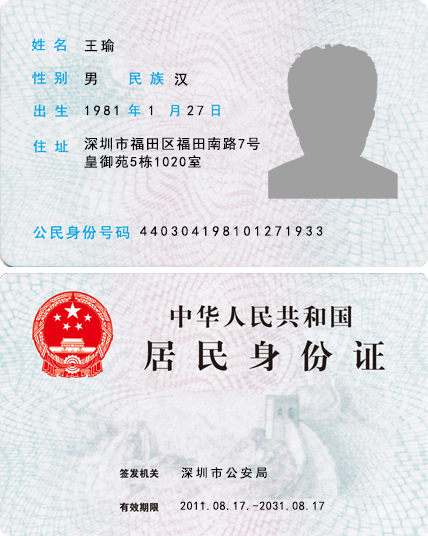 姓名 王瑜
性别 男 民族 汉
出生 1981 年 1 月 27 日
住址 深圳市福田区福田南路7号
皇御苑5栋1020室
公民身份号码 440304198101271933
中华人民共和国
居民身份证
签发机关 深圳市公安局
有效期限 2011.08.17.-2031.08.17